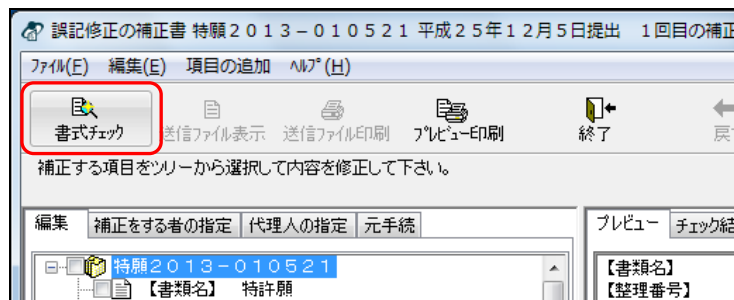 誤記修正の補正書 特願２０１３－０１０５２１ 平成２５年１２月５日提出　1回目の補正
ﾌｧｲﾙ(F)　編集(E)　項目の追加　ﾍﾙﾌﾟ(H)
書式ﾁｪｯｸ　送信ﾌｧｲﾙ表示　送信ﾌｧｲﾙ印刷　ﾌﾟﾚﾋﾞｭｰ印刷　終了　戻す
補正する項目をﾂﾘｰから選択して内容を修正して下さい。
編集　補正をする者の指定　代理人の指定　元手続　プレビュー　ﾁｪｯｸ結
特願２０１３－０１０５２１　【書類名】
【書類名】　特許願　【整理番号】